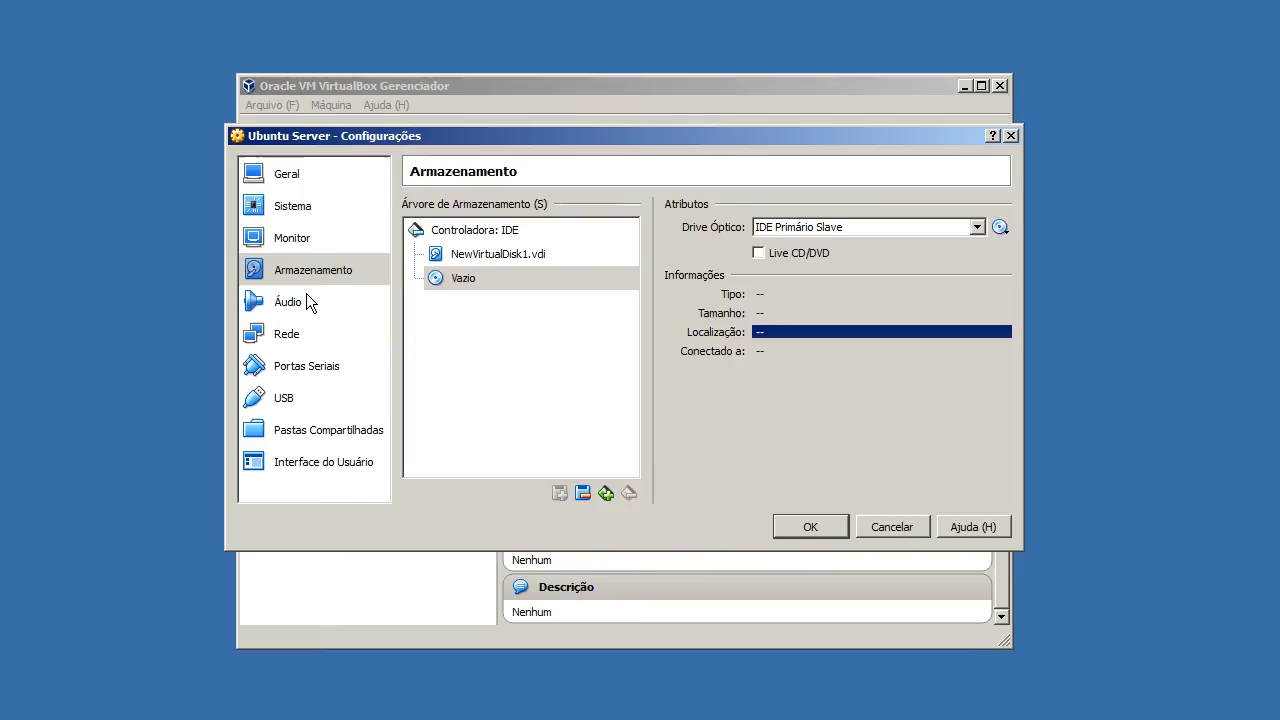 Oracle VM VirtualBox Gerenciador
Arquivo (F) Máquina Ajuda (H)
Ubuntu Server - Configurações
Geral
Sistema
Monitor
Armazenamento
Áudio
Rede
Portas Seriais
USB
Pastas Compartilhadas
Interface do Usuário
Armazenamento
Árvore de Armazenamento (S)
Controladora: IDE
NewVirtualDisk1.vdi
Vazio
Atributos
Drive Óptico: IDE Primário Slave
Live CD/DVD
Informações
Tipo: --
Tamanho: --
Localização: --
Conectado a: --
OK Cancelar Ajuda (H)
Nenhum
Descrição
Nenhum